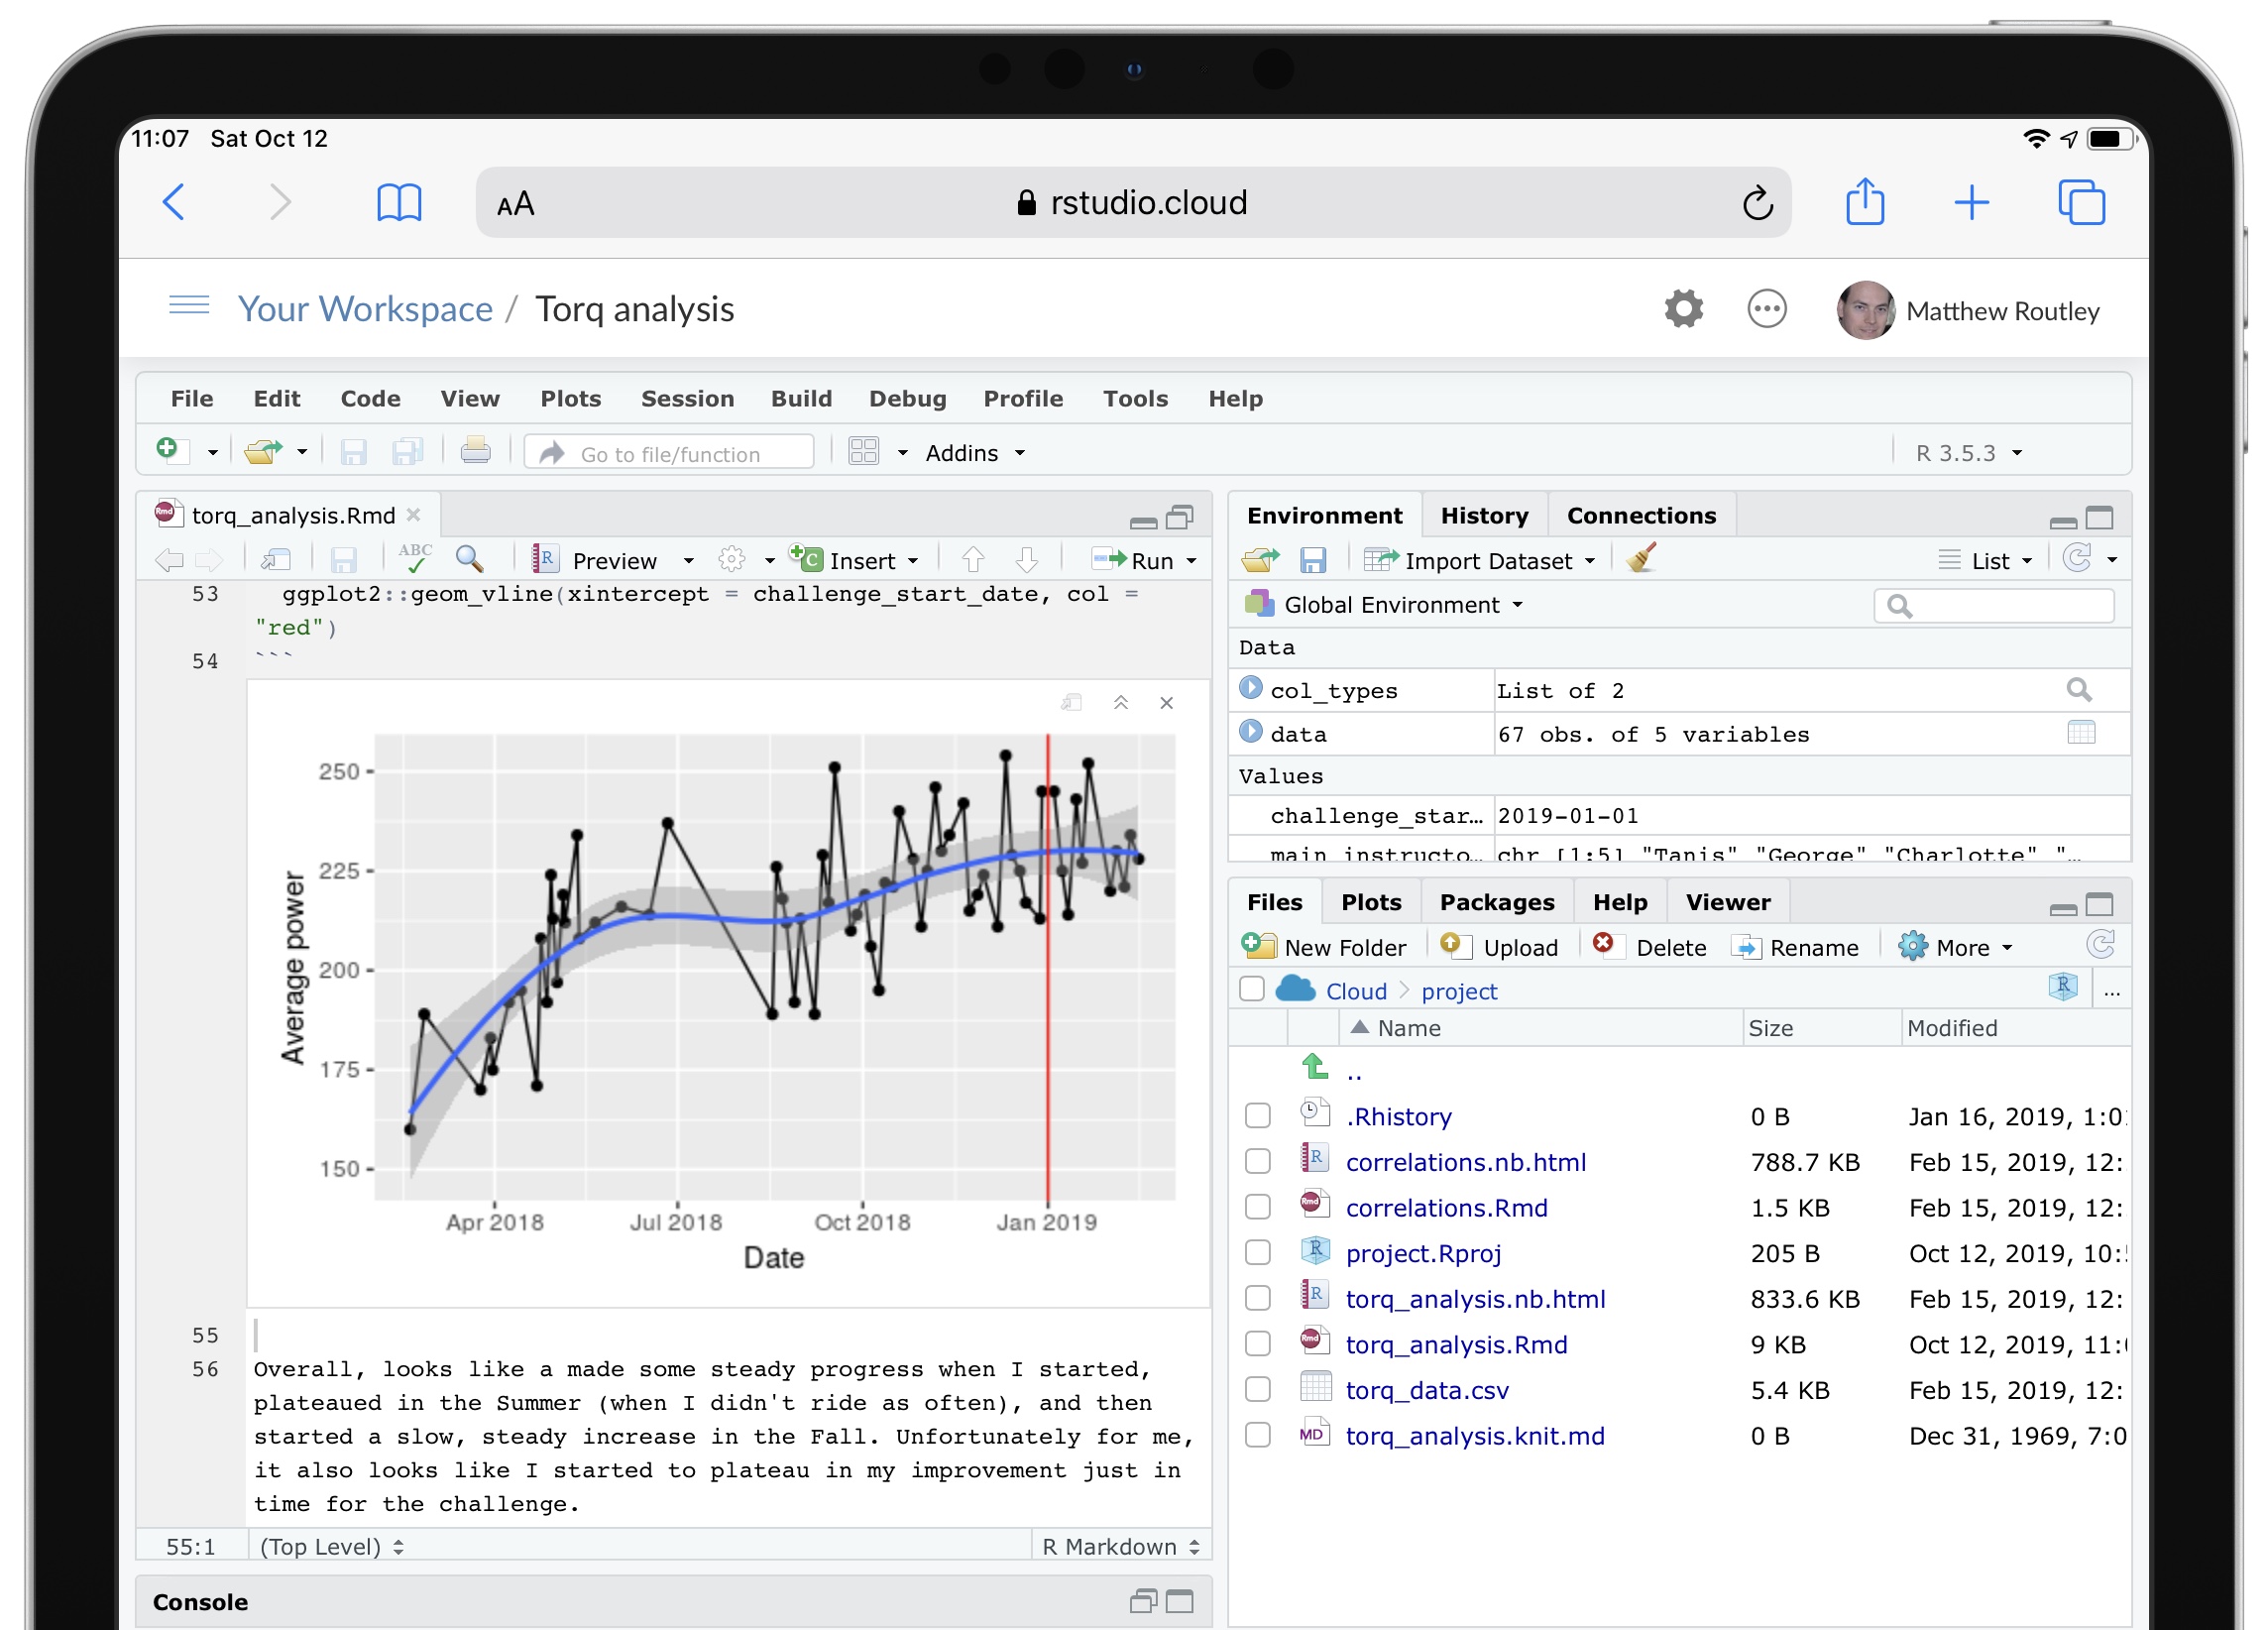 11:07 Sat Oct 12
AA rstudio.cloud
Your Workspace / Torq analysis
Matthew Routley
File Edit Code View Plots Session Build Debug Profile Tools Help
Go to file/function
Addins
R 3.5.3
torq_analysis.Rmd
ABC Preview Insert Run
53 ggplot2::geom_vline(xintercept = challenge_start_date, col =
"red")
54 ```
250
225
200
175
150
Average power
Apr 2018 Jul 2018 Oct 2018 Jan 2019
Date
55
56 Overall, looks like a made some steady progress when I started,
plateaued in the Summer (when I didn't ride as often), and then
started a slow, steady increase in the Fall. Unfortunately for me,
it also looks like I started to plateau in my improvement just in
time for the challenge.
55:1 (Top Level) R Markdown
Console
Environment History Connections
Import Dataset List
Global Environment
Data
col_types List of 2
data 67 obs. of 5 variables
Values
challenge_star… 2019-01-01
main_instructo… chr [1:5] "Tanis" "George" "Charlotte" "…
Files Plots Packages Help Viewer
New Folder Upload Delete Rename More
Cloud > project R ...
Name Size Modified
..
.Rhistory 0 B Jan 16, 2019, 1:0
correlations.nb.html 788.7 KB Feb 15, 2019, 12:
correlations.Rmd 1.5 KB Feb 15, 2019, 12:
project.Rproj 205 B Oct 12, 2019, 10:
torq_analysis.nb.html 833.6 KB Feb 15, 2019, 12:
torq_analysis.Rmd 9 KB Oct 12, 2019, 11:
torq_data.csv 5.4 KB Feb 15, 2019, 12:
MD torq_analysis.knit.md 0 B Dec 31, 1969, 7:0